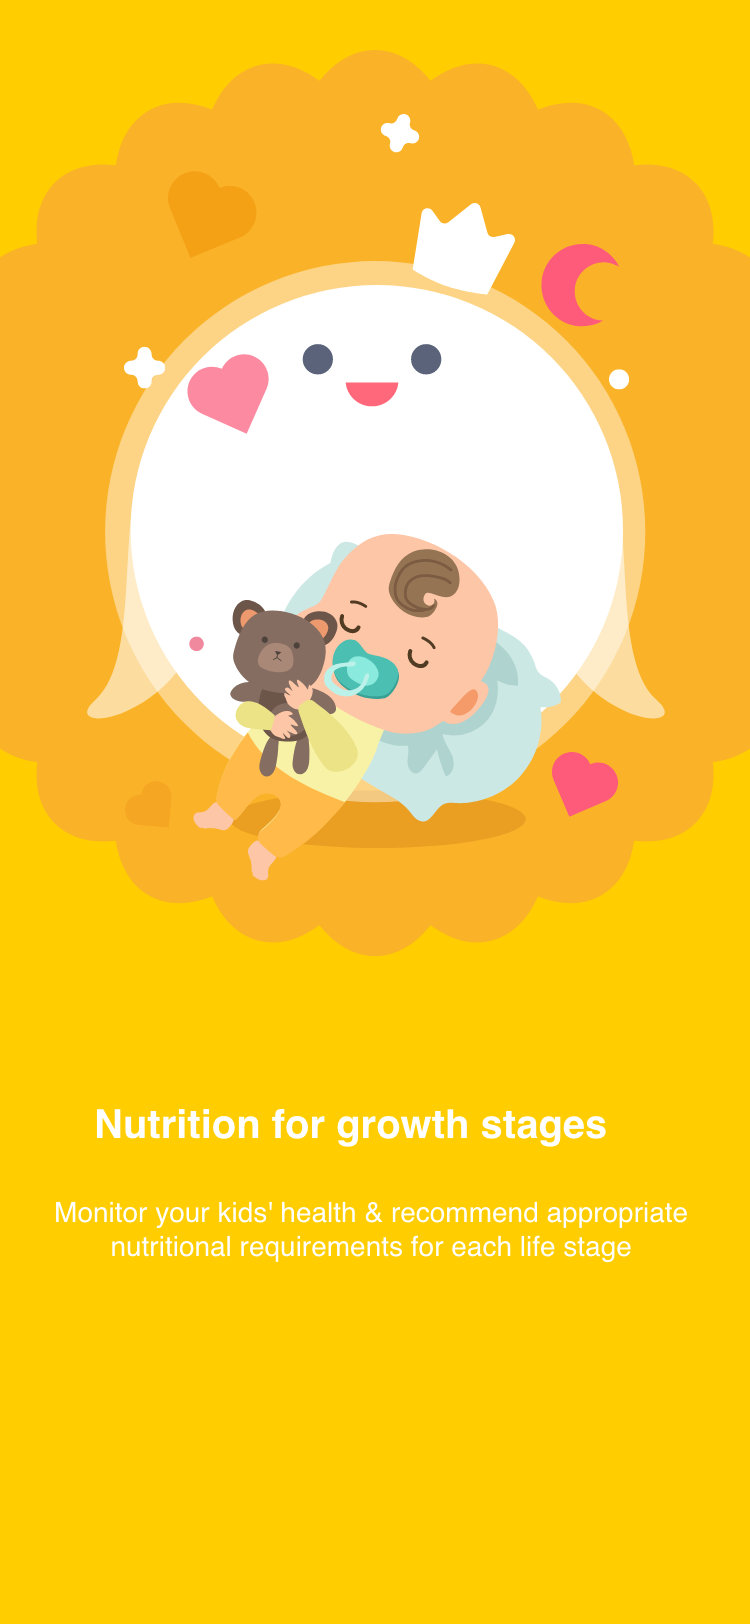 Nutrition for growth stages
Monitor your kids' health & recommend appropriate
nutritional requirements for each life stage